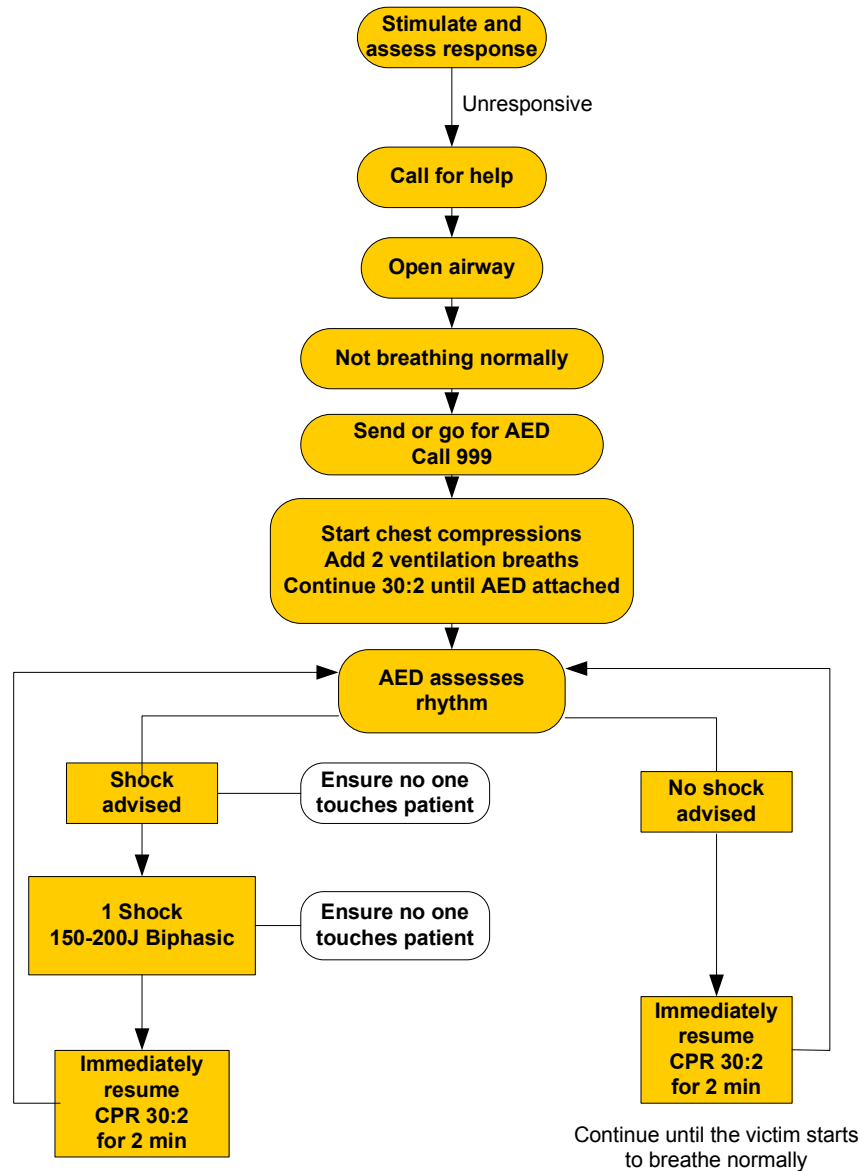 Stimulate and
assess response
Unresponsive
Call for help
Open airway
Not breathing normally
Send or go for AED
Call 999
Start chest compressions
Add 2 ventilation breaths
Continue 30:2 until AED attached
AED assesses
rhythm
Shock
advised
Ensure no one
touches patient
No shock
advised
1 Shock
150-200J Biphasic
Ensure no one
touches patient
Immediately
resume
CPR 30:2
for 2 min
Immediately
resume
CPR 30:2
for 2 min
Continue until the victim starts
to breathe normally